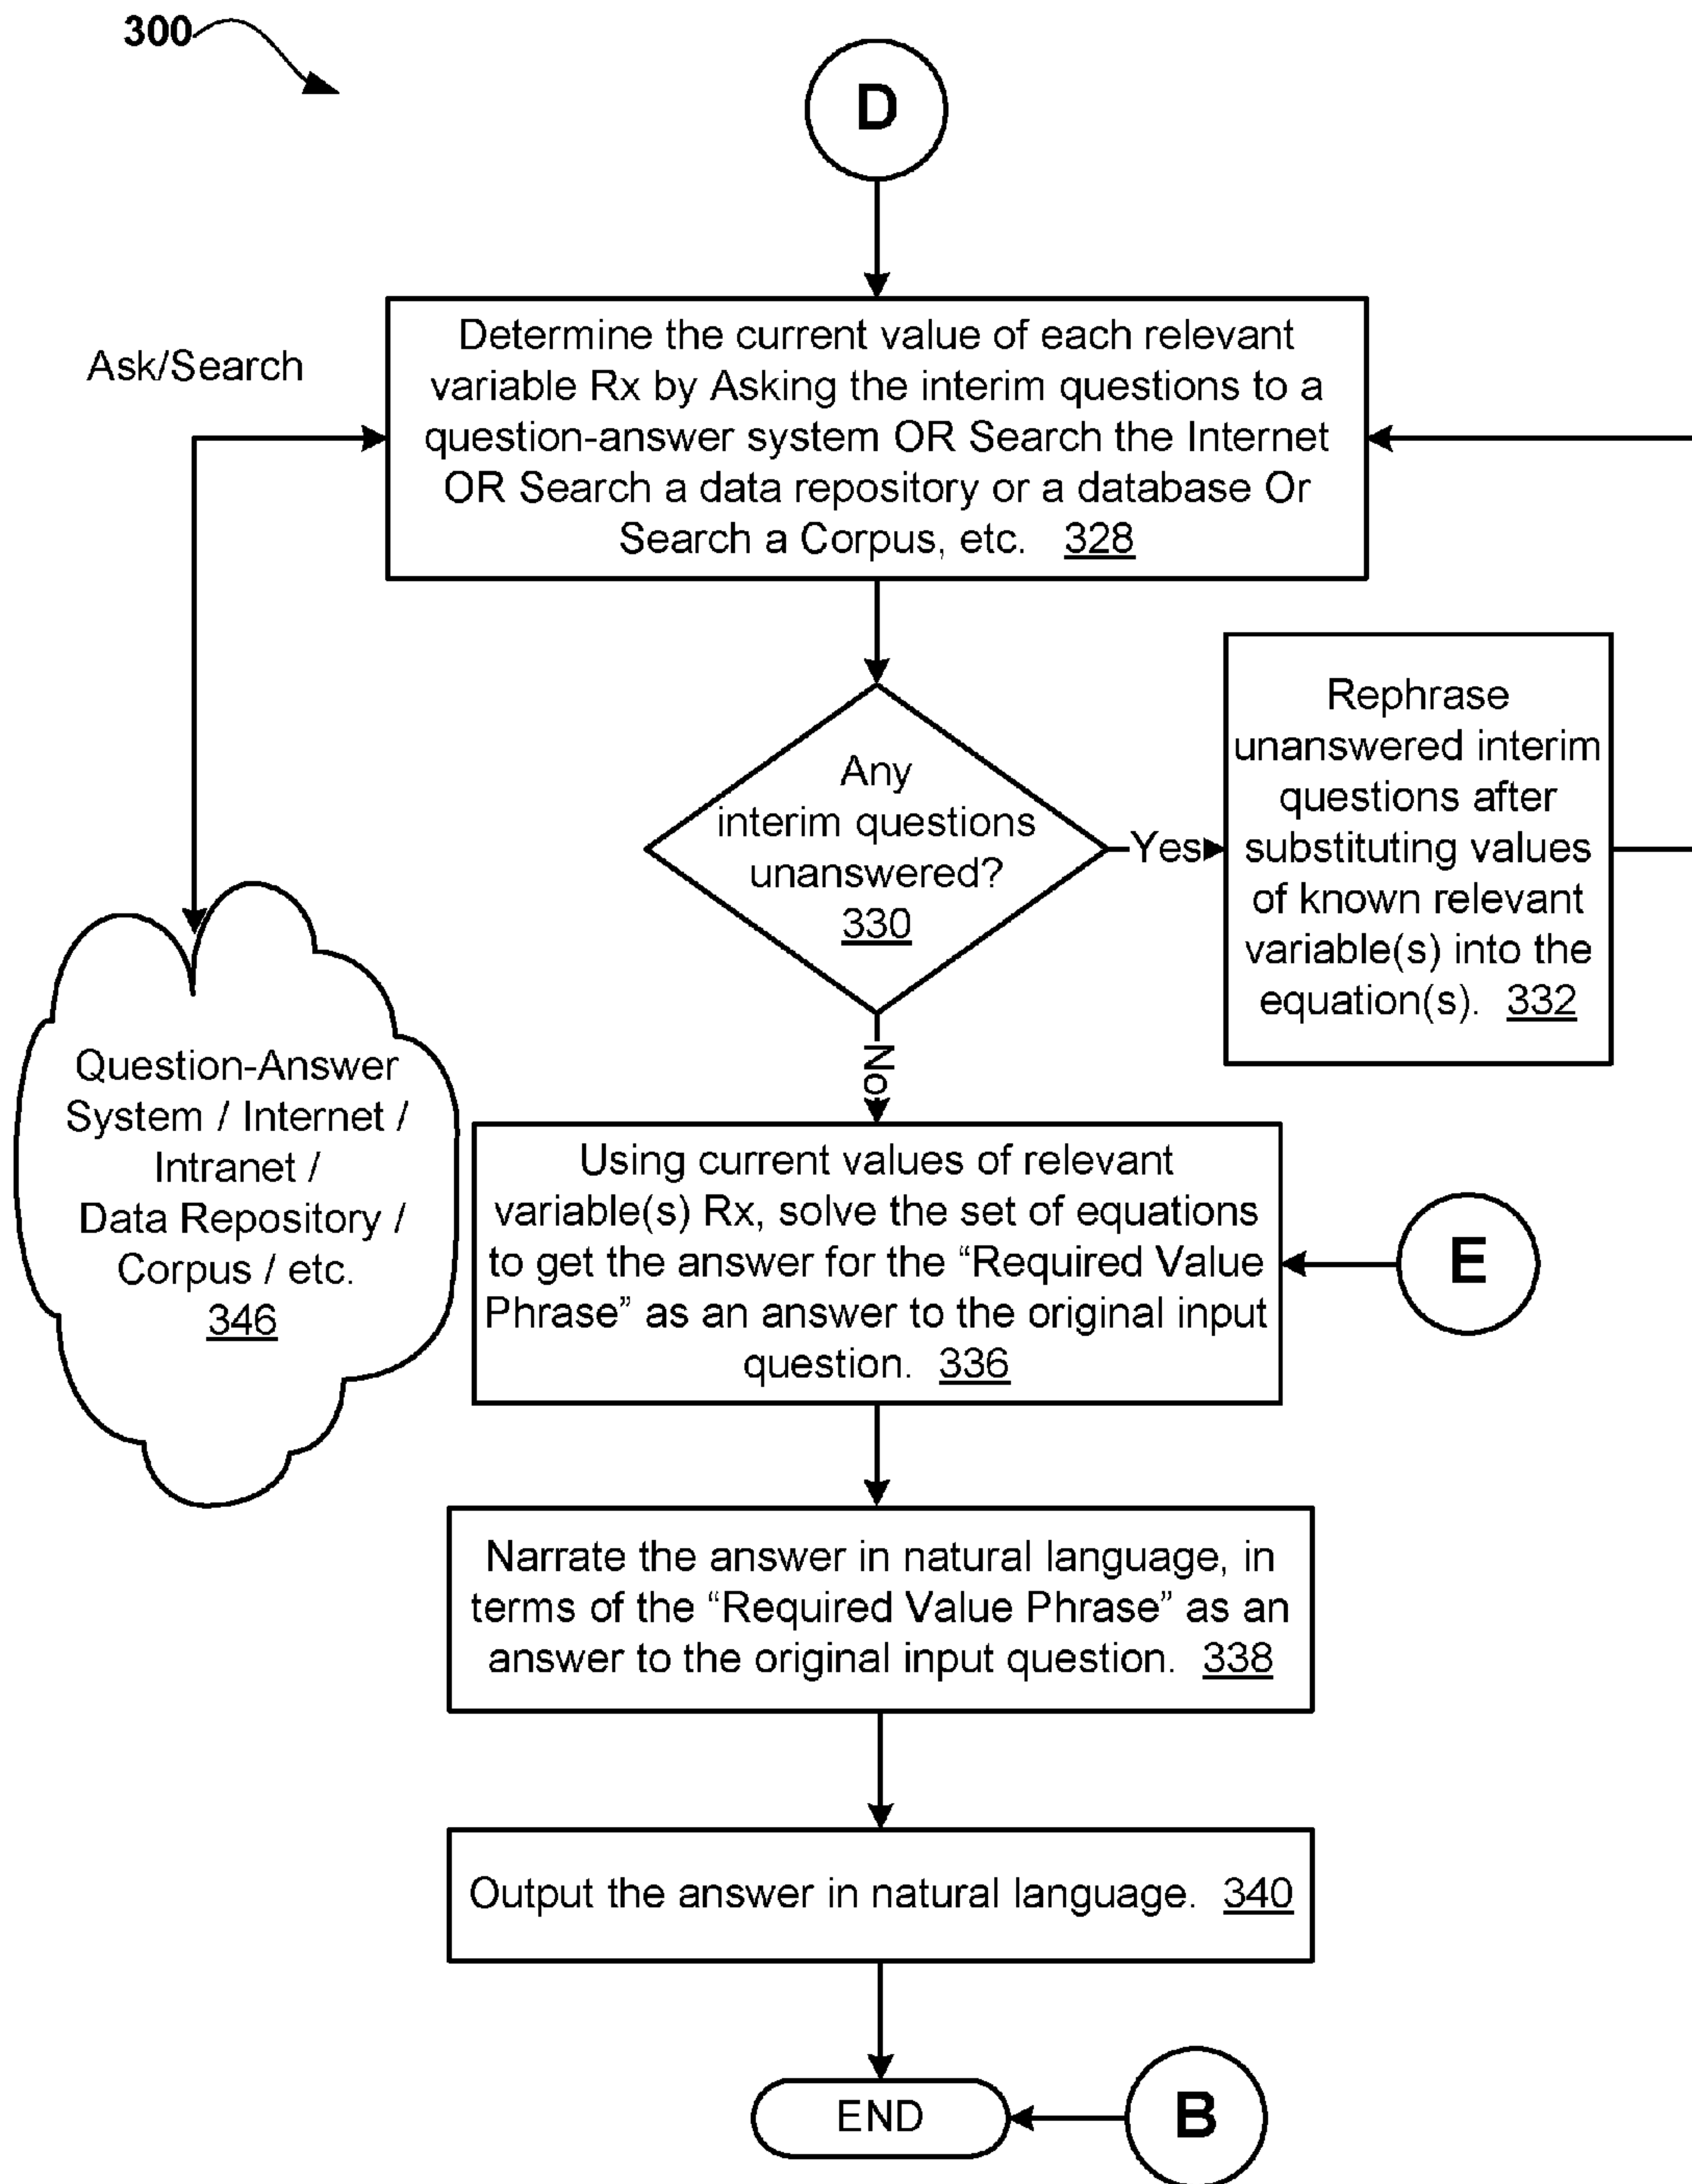 300
D
Ask/Search
Determine the current value of each relevant
variable Rx by Asking the interim questions to a
question-answer system OR Search the Internet
OR Search a data repository or a database Or
Search a Corpus, etc. 328
Any
interim questions
unanswered?
330
Yes
Rephrase
unanswered interim
questions after
substituting values
of known relevant
variable(s) into the
equation(s). 332
No
Question-Answer
System / Internet /
Intranet /
Data Repository /
Corpus / etc.
346
Using current values of relevant
variable(s) Rx, solve the set of equations
to get the answer for the “Required Value
Phrase” as an answer to the original input
question. 336
E
Narrate the answer in natural language, in
terms of the “Required Value Phrase” as an
answer to the original input question. 338
Output the answer in natural language. 340
END
B